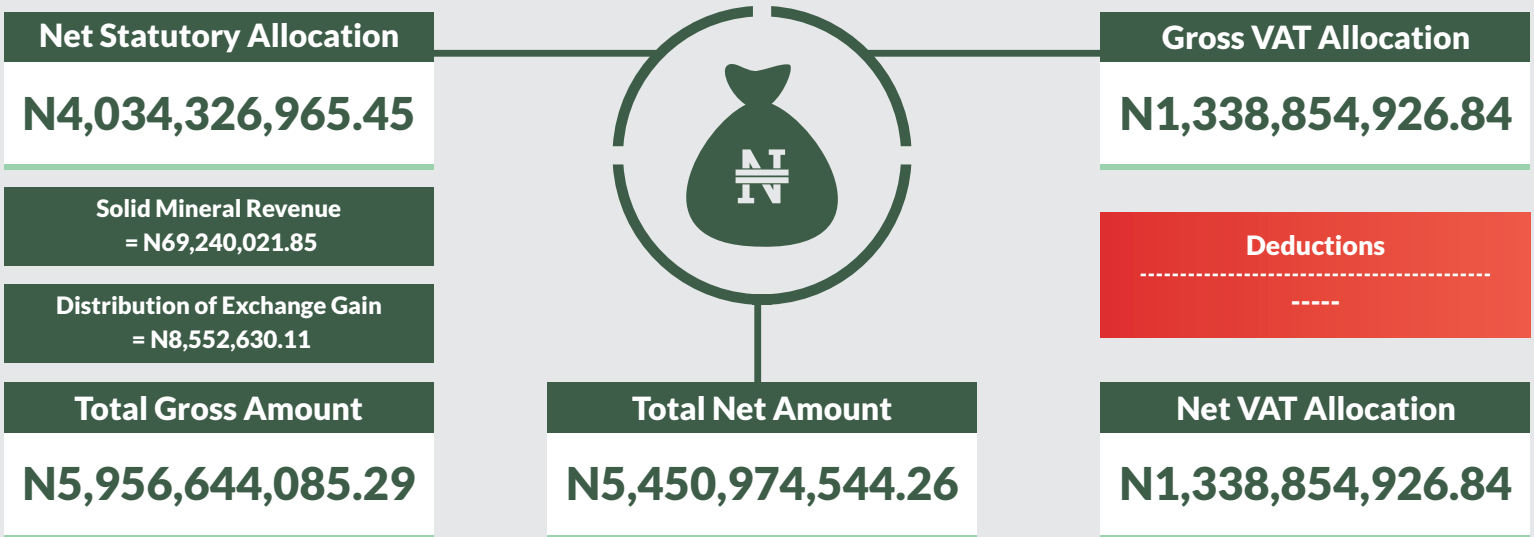 Net Statutory Allocation
N4,034,326,965.45
Solid Mineral Revenue
= N69,240,021.85
Distribution of Exchange Gain
= N8,552,630.11
Total Gross Amount
N5,956,644,085.29
₦
Total Net Amount
N5,450,974,544.26
Gross VAT Allocation
N1,338,854,926.84
Deductions
-----
Net VAT Allocation
N1,338,854,926.84